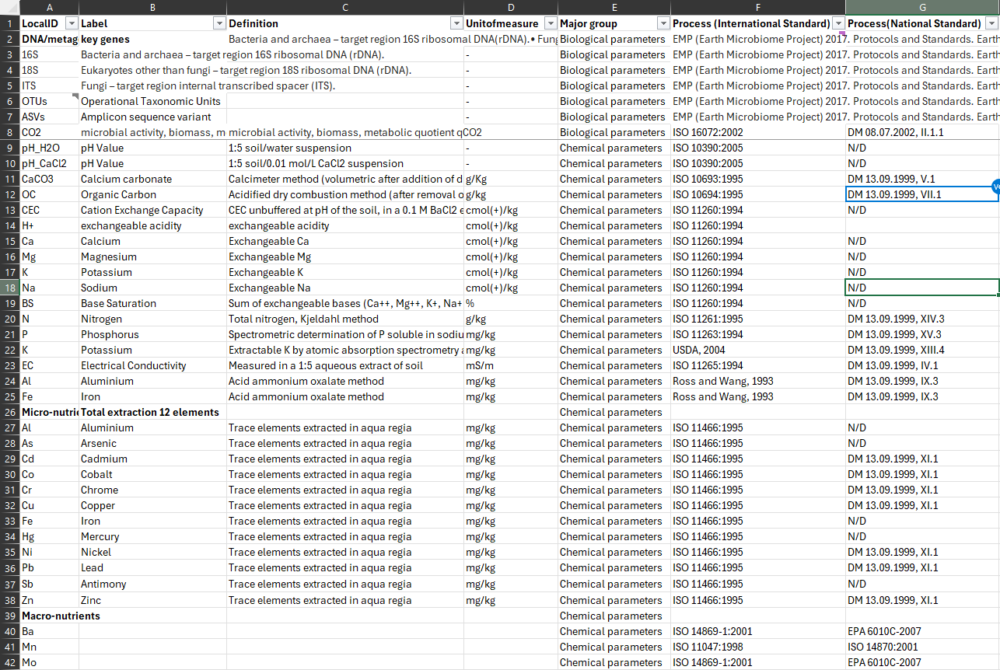 A B C D E F G
1 LocalID Label Definition Unitofmeasure Major group Process (International Standard) Process(National Standard)
2 DNA/metag key genes Bacteria and archaea – target region 16S ribosomal DNA(rDNA).• Fung Biological parameters EMP (Earth Microbiome Project) 2017. Protocols and Standards. Earth
3 16S Bacteria and archaea – target region 16S ribosomal DNA (rDNA). - Biological parameters EMP (Earth Microbiome Project) 2017. Protocols and Standards. Earth
4 18S Eukaryotes other than fungi – target region 18S ribosomal DNA (rDNA). - Biological parameters EMP (Earth Microbiome Project) 2017. Protocols and Standards. Earth
5 ITS Fungi – target region internal transcribed spacer (ITS). - Biological parameters EMP (Earth Microbiome Project) 2017. Protocols and Standards. Earth
6 OTUs Operational Taxonomic Units - Biological parameters EMP (Earth Microbiome Project) 2017. Protocols and Standards. Earth
7 ASVs Amplicon sequence variant - Biological parameters EMP (Earth Microbiome Project) 2017. Protocols and Standards. Earth
8 CO2 microbial activity, biomass, m microbial activity, biomass, metabolic quotient qCO2 Biological parameters ISO 16072:2002 DM 08.07.2002, II.1.1
9 pH_H2O pH Value 1:5 soil/water suspension - Chemical parameters ISO 10390:2005 N/D
10 pH_CaCl2 pH Value 1:5 soil/0.01 mol/L CaCl2 suspension - Chemical parameters ISO 10390:2005 N/D
11 CaCO3 Calcium carbonate Calcimeter method (volumetric after addition of d g/Kg Chemical parameters ISO 10693:1995 DM 13.09.1999, V.1
12 OC Organic Carbon Acidified dry combustion method (after removal o g/kg Chemical parameters ISO 10694:1995 DM 13.09.1999, VII.1
13 CEC Cation Exchange Capacity CEC unbuffered at pH of the soil, in a 0.1 M BaCl2 e cmol(+)/kg Chemical parameters ISO 11260:1994 N/D
14 H+ exchangeable acidity exchangeable acidity cmol(+)/kg Chemical parameters ISO 11260:1994
15 Ca Calcium Exchangeable Ca cmol(+)/kg Chemical parameters ISO 11260:1994 N/D
16 Mg Magnesium Exchangeable Mg cmol(+)/kg Chemical parameters ISO 11260:1994 N/D
17 K Potassium Exchangeable K cmol(+)/kg Chemical parameters ISO 11260:1994 N/D
18 Na Sodium Exchangeable Na cmol(+)/kg Chemical parameters ISO 11260:1994 N/D
19 BS Base Saturation Sum of exchangeable bases (Ca++, Mg++, K+, Na+ % Chemical parameters ISO 11260:1994 N/D
20 N Nitrogen Total nitrogen, Kjeldahl method g/kg Chemical parameters ISO 11261:1995 DM 13.09.1999, XIV.3
21 P Phosphorus Spectrometric determination of P soluble in sodiu mg/kg Chemical parameters ISO 11263:1994 DM 13.09.1999, XV.3
22 K Potassium Extractable K by atomic absorption spectrometry a mg/kg Chemical parameters USDA, 2004 DM 13.09.1999, XIII.4
23 EC Electrical Conductivity Measured in a 1:5 aqueous extract of soil mS/m Chemical parameters ISO 11265:1994 DM 13.09.1999, IV.1
24 Al Aluminium Acid ammonium oxalate method mg/kg Chemical parameters Ross and Wang, 1993 DM 13.09.1999, IX.3
25 Fe Iron Acid ammonium oxalate method mg/kg Chemical parameters Ross and Wang, 1993 DM 13.09.1999, IX.3
26 Micro-nutri Total extraction 12 elements Chemical parameters
27 Al Aluminium Trace elements extracted in aqua regia mg/kg Chemical parameters ISO 11466:1995 N/D
28 As Arsenic Trace elements extracted in aqua regia mg/kg Chemical parameters ISO 11466:1995 N/D
29 Cd Cadmium Trace elements extracted in aqua regia mg/kg Chemical parameters ISO 11466:1995 DM 13.09.1999, XI.1
30 Co Cobalt Trace elements extracted in aqua regia mg/kg Chemical parameters ISO 11466:1995 DM 13.09.1999, XI.1
31 Cr Chrome Trace elements extracted in aqua regia mg/kg Chemical parameters ISO 11466:1995 DM 13.09.1999, XI.1
32 Cu Copper Trace elements extracted in aqua regia mg/kg Chemical parameters ISO 11466:1995 DM 13.09.1999, XI.1
33 Fe Iron Trace elements extracted in aqua regia mg/kg Chemical parameters ISO 11466:1995 N/D
34 Hg Mercury Trace elements extracted in aqua regia mg/kg Chemical parameters ISO 11466:1995 N/D
35 Ni Nickel Trace elements extracted in aqua regia mg/kg Chemical parameters ISO 11466:1995 DM 13.09.1999, XI.1
36 Pb Lead Trace elements extracted in aqua regia mg/kg Chemical parameters ISO 11466:1995 DM 13.09.1999, XI.1
37 Sb Antimony Trace elements extracted in aqua regia mg/kg Chemical parameters ISO 11466:1995 N/D
38 Zn Zinc Trace elements extracted in aqua regia mg/kg Chemical parameters ISO 11466:1995 DM 13.09.1999, XI.1
39 Macro-nutrients Chemical parameters
40 Ba Chemical parameters ISO 14869-1:2001 EPA 6010C-2007
41 Mn Chemical parameters ISO 11047:1998 ISO 14870:2001
42 Mo Chemical parameters ISO 14869-1:2001 EPA 6010C-2007